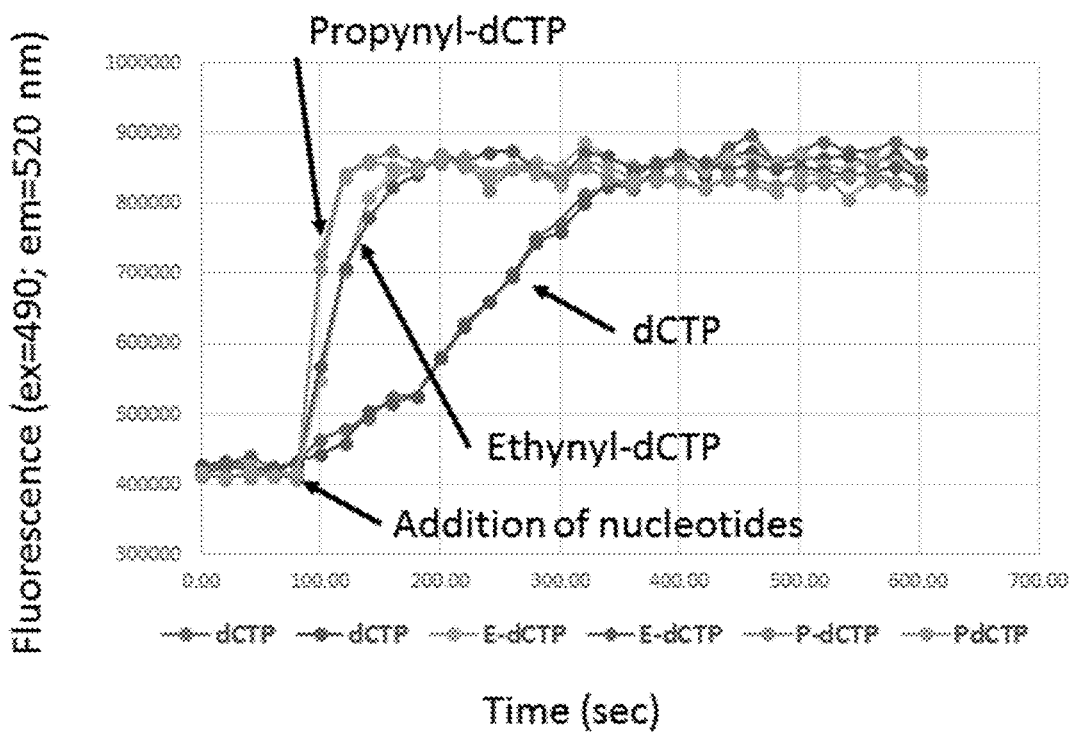 Propynyl-dCTP
Fluorescence (ex=490; em=520 nm)
1000000
900000
800000
700000
600000
500000
400000
300000
dCTP
Ethynyl-dCTP
Addition of nucleotides
0.00 100.00 200.00 300.00 400.00 500.00 600.00 700.00
dCTP dCTP E-dCTP E-dCTP P-dCTP PdCTP
Time (sec)